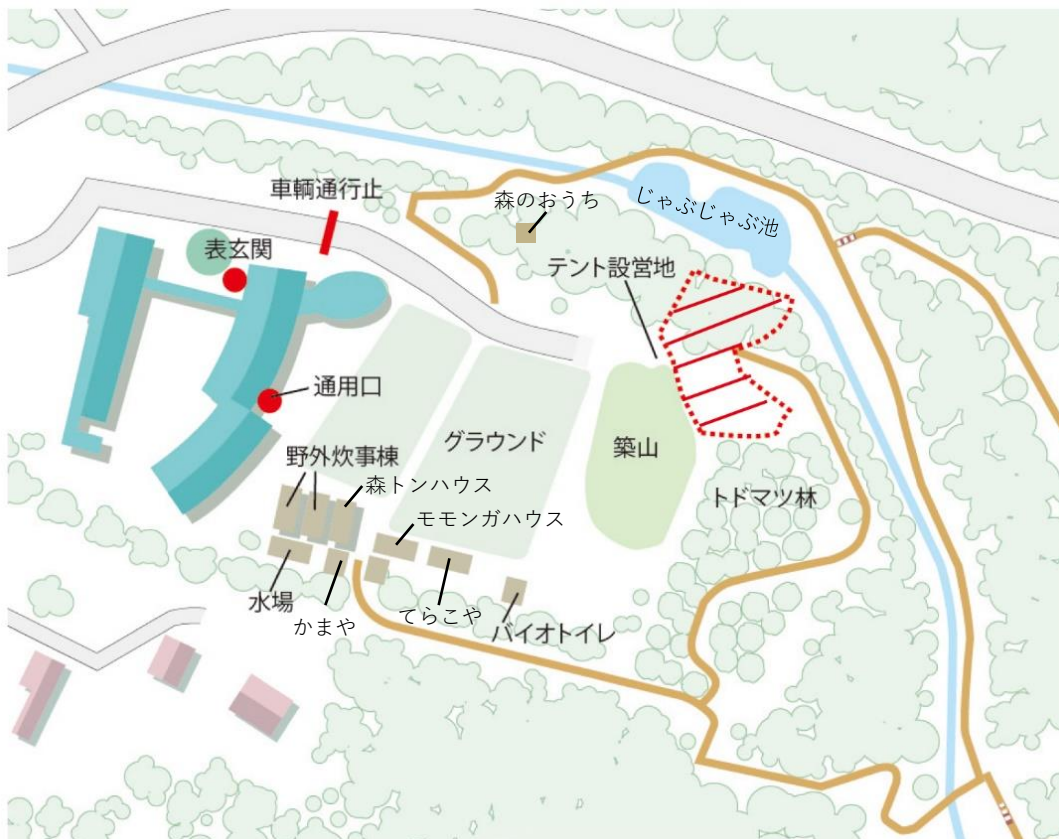 車輌通行止
森のおうち
じゃぶじゃぶ池
表玄関
テント設営地
通用口
グラウンド
築山
野外炊事棟
森トンハウス
トドマツ林
モモンガハウス
水場
かまや
てらこや
バイオトイレ